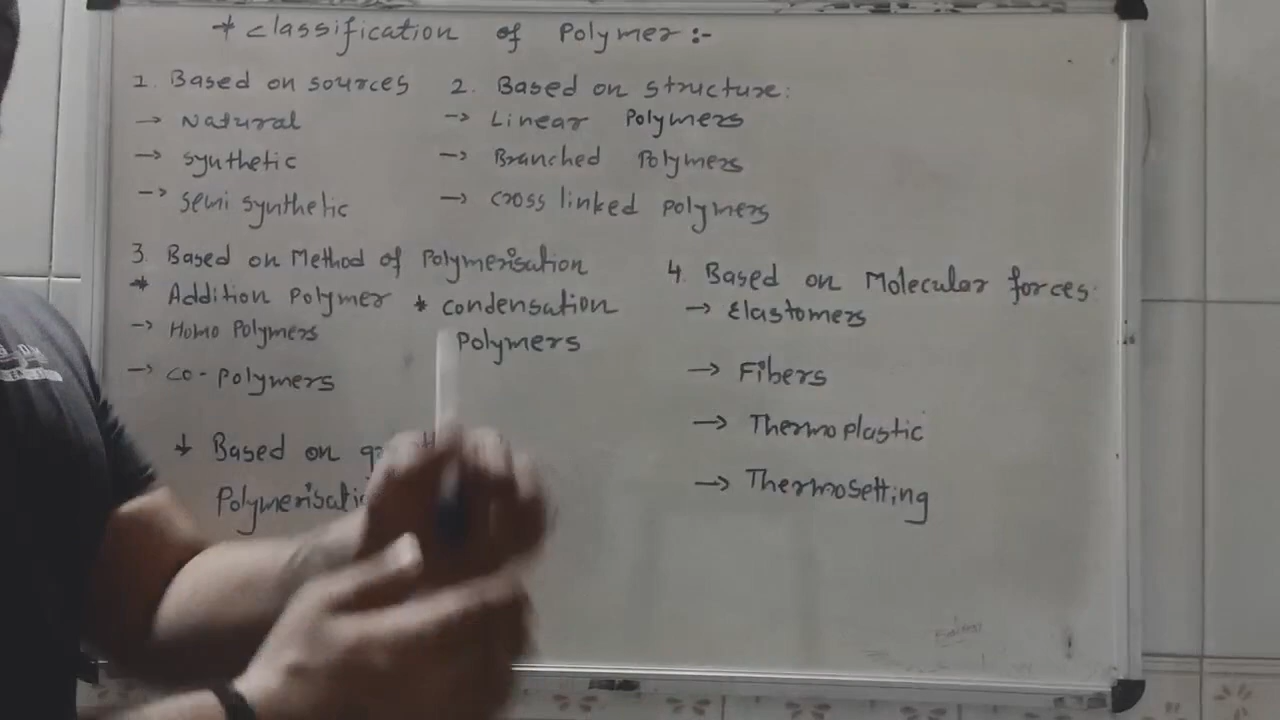 * Classification of Polymer :-
1. Based on sources
→ Natural
→ synthetic
→ semi synthetic
2. Based on structure:
→ Linear Polymers
→ Branched Polymers
→ cross linked polymers
3. Based on Method of Polymerisation
* Addition Polymer
→ Homo Polymers
→ co-polymers
* condensation
Polymers
4. Based on Molecular forces.
→ Elastomers
→ Fibers
→ Thermoplastic
→ Thermosetting
* Based on